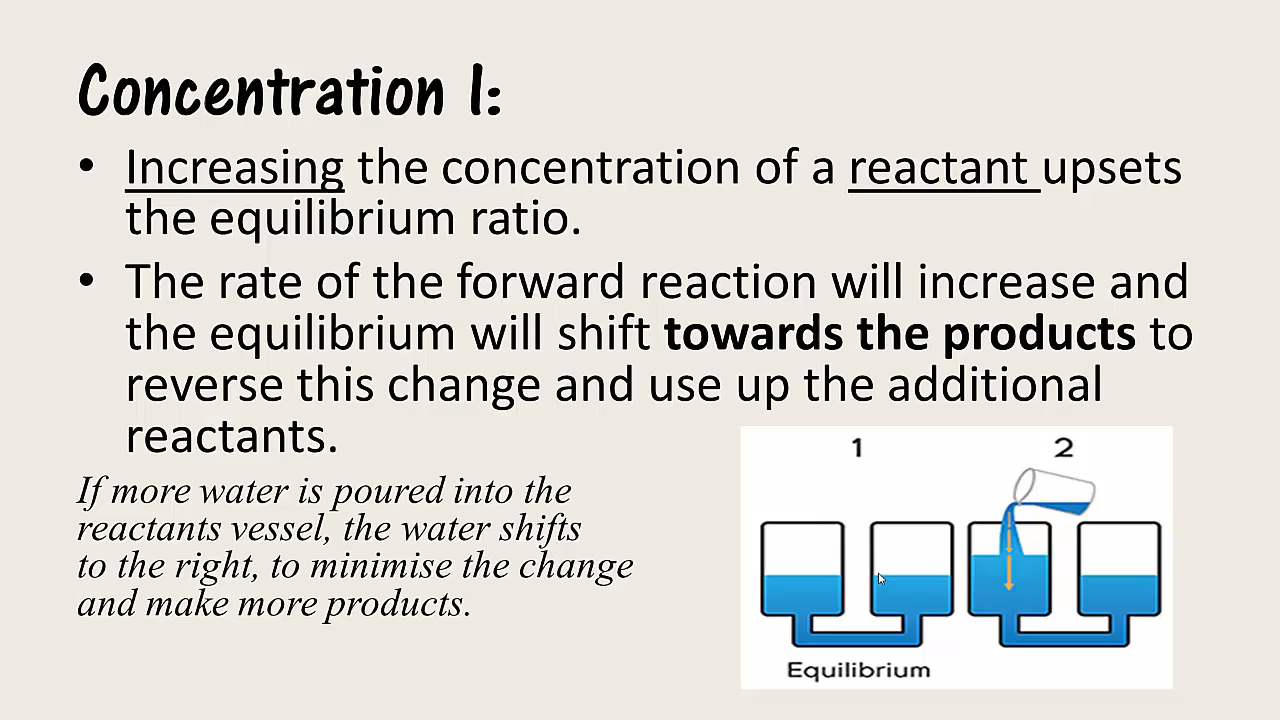 Concentration 1:
• Increasing the concentration of a reactant upsets
the equilibrium ratio.
• The rate of the forward reaction will increase and
the equilibrium will shift towards the products to
reverse this change and use up the additional
reactants.
If more water is poured into the
reactants vessel, the water shifts
to the right, to minimise the change
and make more products.
1 2
Equilibrium